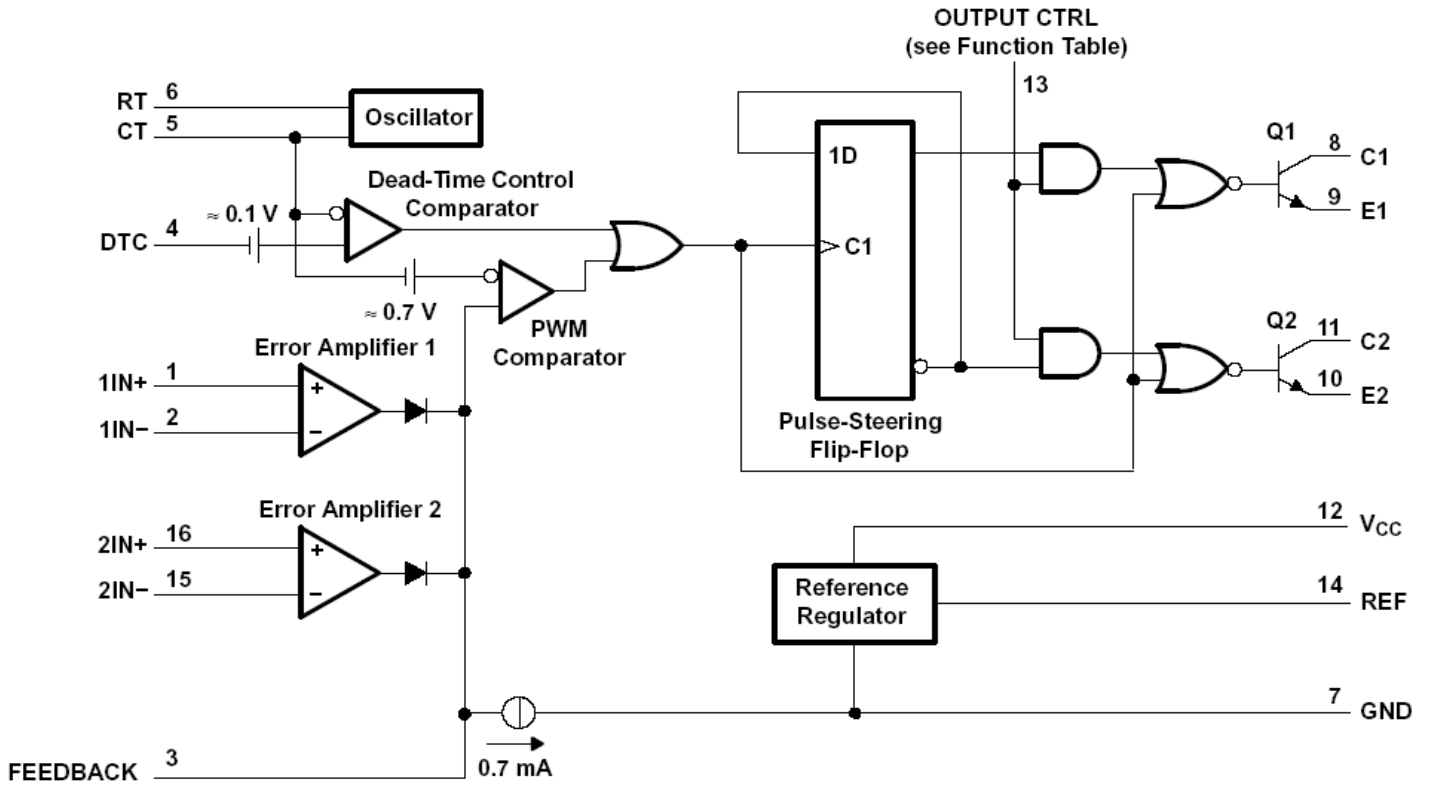 OUTPUT CTRL
(see Function Table)
13
RT 6
Oscillator
CT 5
Dead-Time Control
Comparator
≈ 0.1 V
DTC 4
≈ 0.7 V
PWM
Comparator
1D
C1
Pulse-Steering
Flip-Flop
Q1
8 C1
9 E1
Q2
11 C2
10 E2
Error Amplifier 1
1IN+ 1
+
1IN− 2
−
Error Amplifier 2
2IN+ 16
+
2IN− 15
−
12 VCC
Reference
Regulator
14 REF
7 GND
0.7 mA
FEEDBACK 3